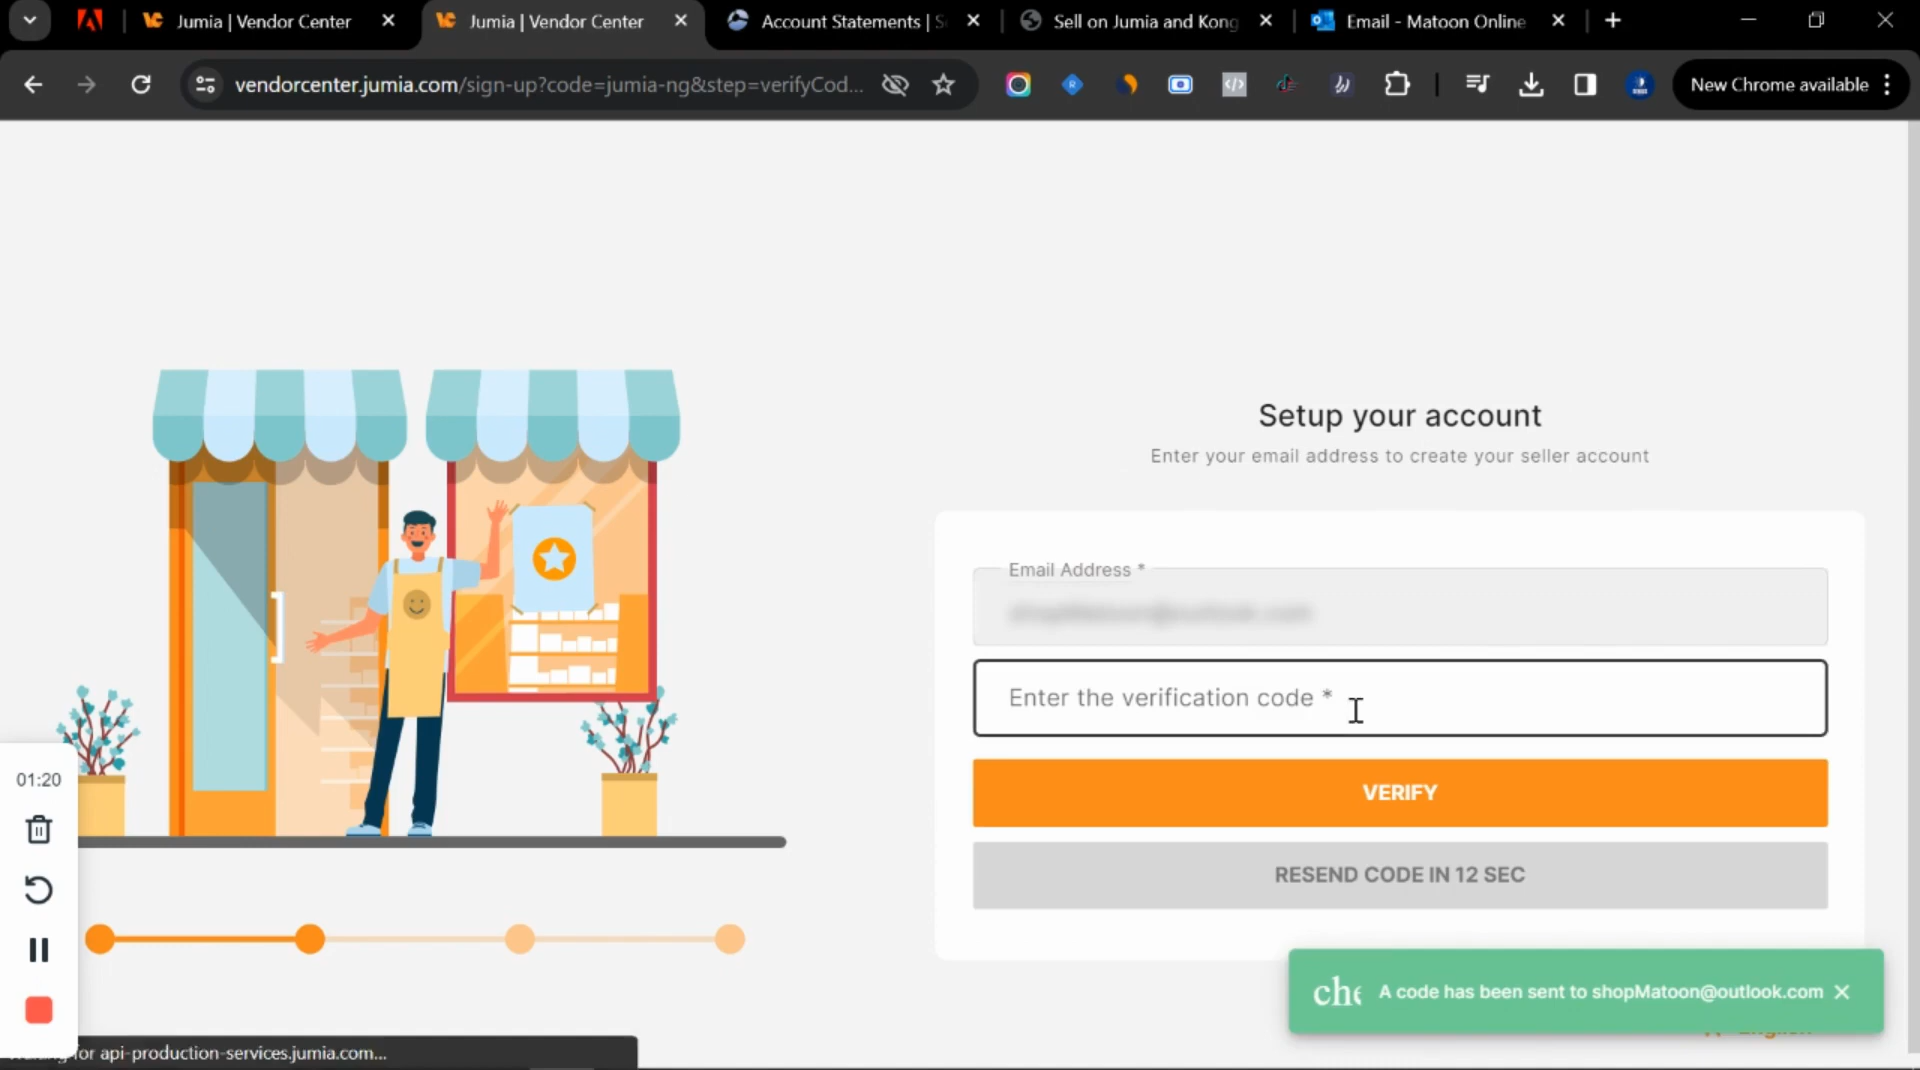 Jumia | Vendor Center
Jumia | Vendor Center
Account Statements | S
Sell on Jumia and Kong
Email - Matoon Online
vendorcenter.jumia.com/sign-up?code=jumia-ng&step=verifyCod...
New Chrome available
Setup your account
Enter your email address to create your seller account
Email Address *
Enter the verification code *
VERIFY
RESEND CODE IN 12 SEC
01:20
che A code has been sent to shopMatoon@outlook.com
English
for api-production-services.jumia.com...